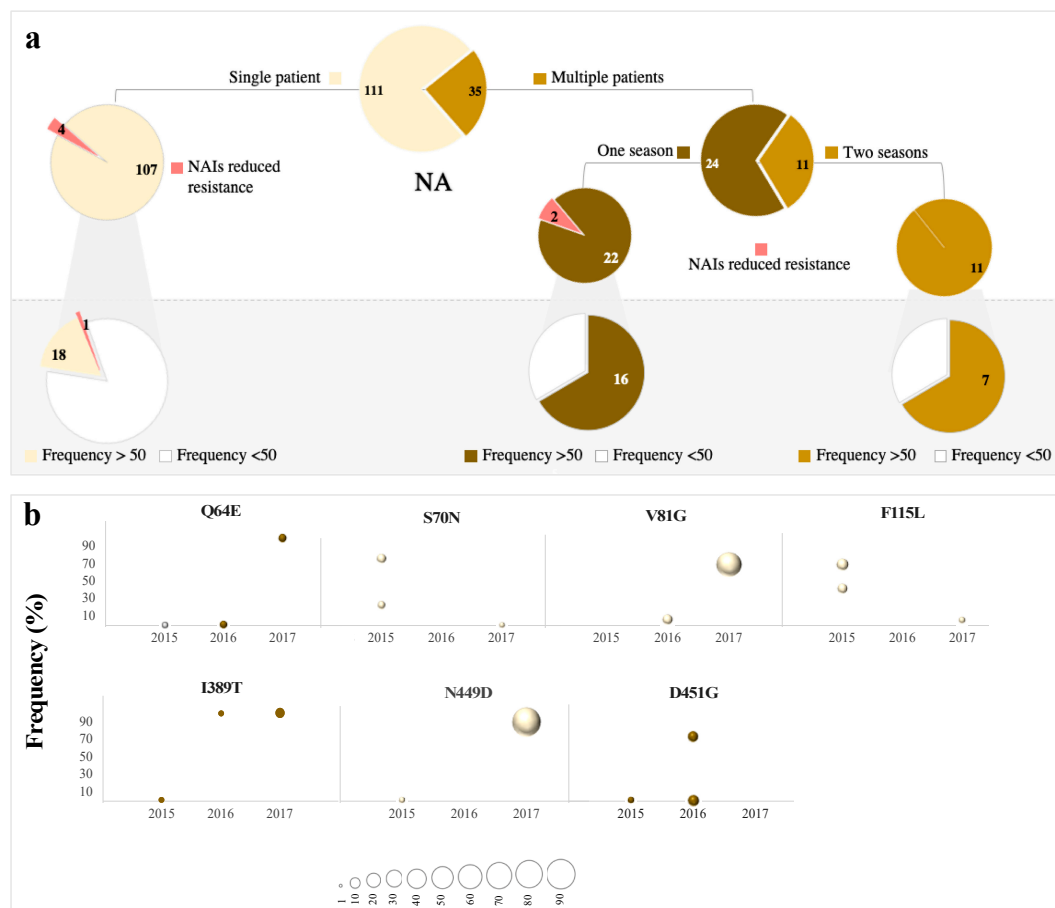 a
Single patient
111
35
Multiple patients
4
107
NAIs reduced
resistance
NA
One season
24
11
Two seasons
2
22
NAIs reduced resistance
11
1
18
16
7
Frequency > 50
Frequency <50
Frequency >50
Frequency <50
Frequency >50
Frequency <50
b
Frequency (%)
Q64E
S70N
V81G
F115L
90
70
50
30
10
2015 2016 2017
2015 2016 2017
2015 2016 2017
2015 2016 2017
I389T
N449D
D451G
90
70
50
30
10
2015 2016 2017
2015 2016 2017
2015 2016 2017
1 10 20 30 40 50 60 70 80 90